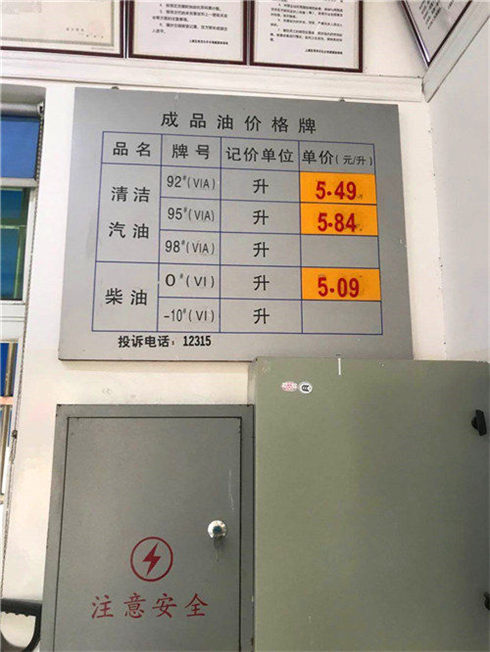 成品油价格牌
品名 牌号 记价单位 单价(元/升)
清洁汽油 92#(VIA) 升 5.49
95#(VIA) 升 5.84
98#(VIA) 升
柴油 0#(VI) 升 5.09
-10#(VI) 升
投诉电话：12315
注意安全